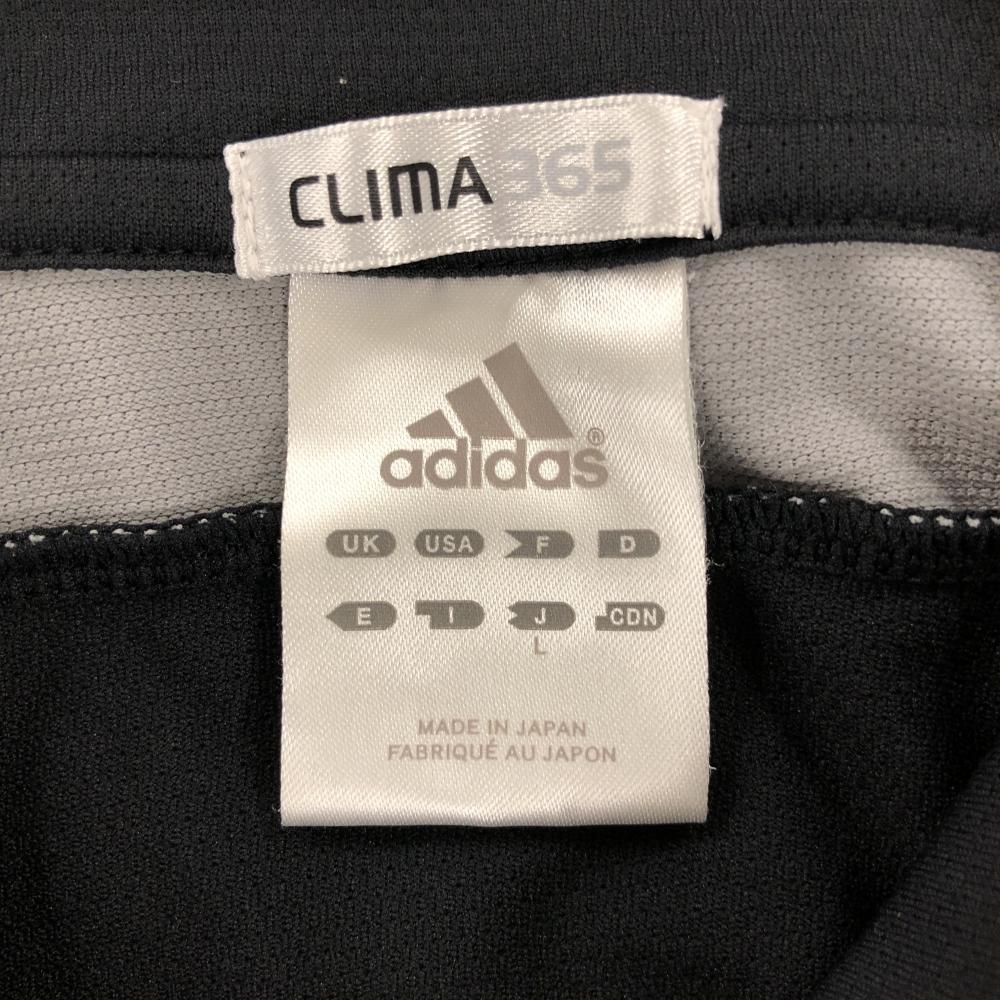 CLIMA 365
adidas®
UK USA F D
E I J CDN
L
MADE IN JAPAN
FABRIQUÉ AU JAPON